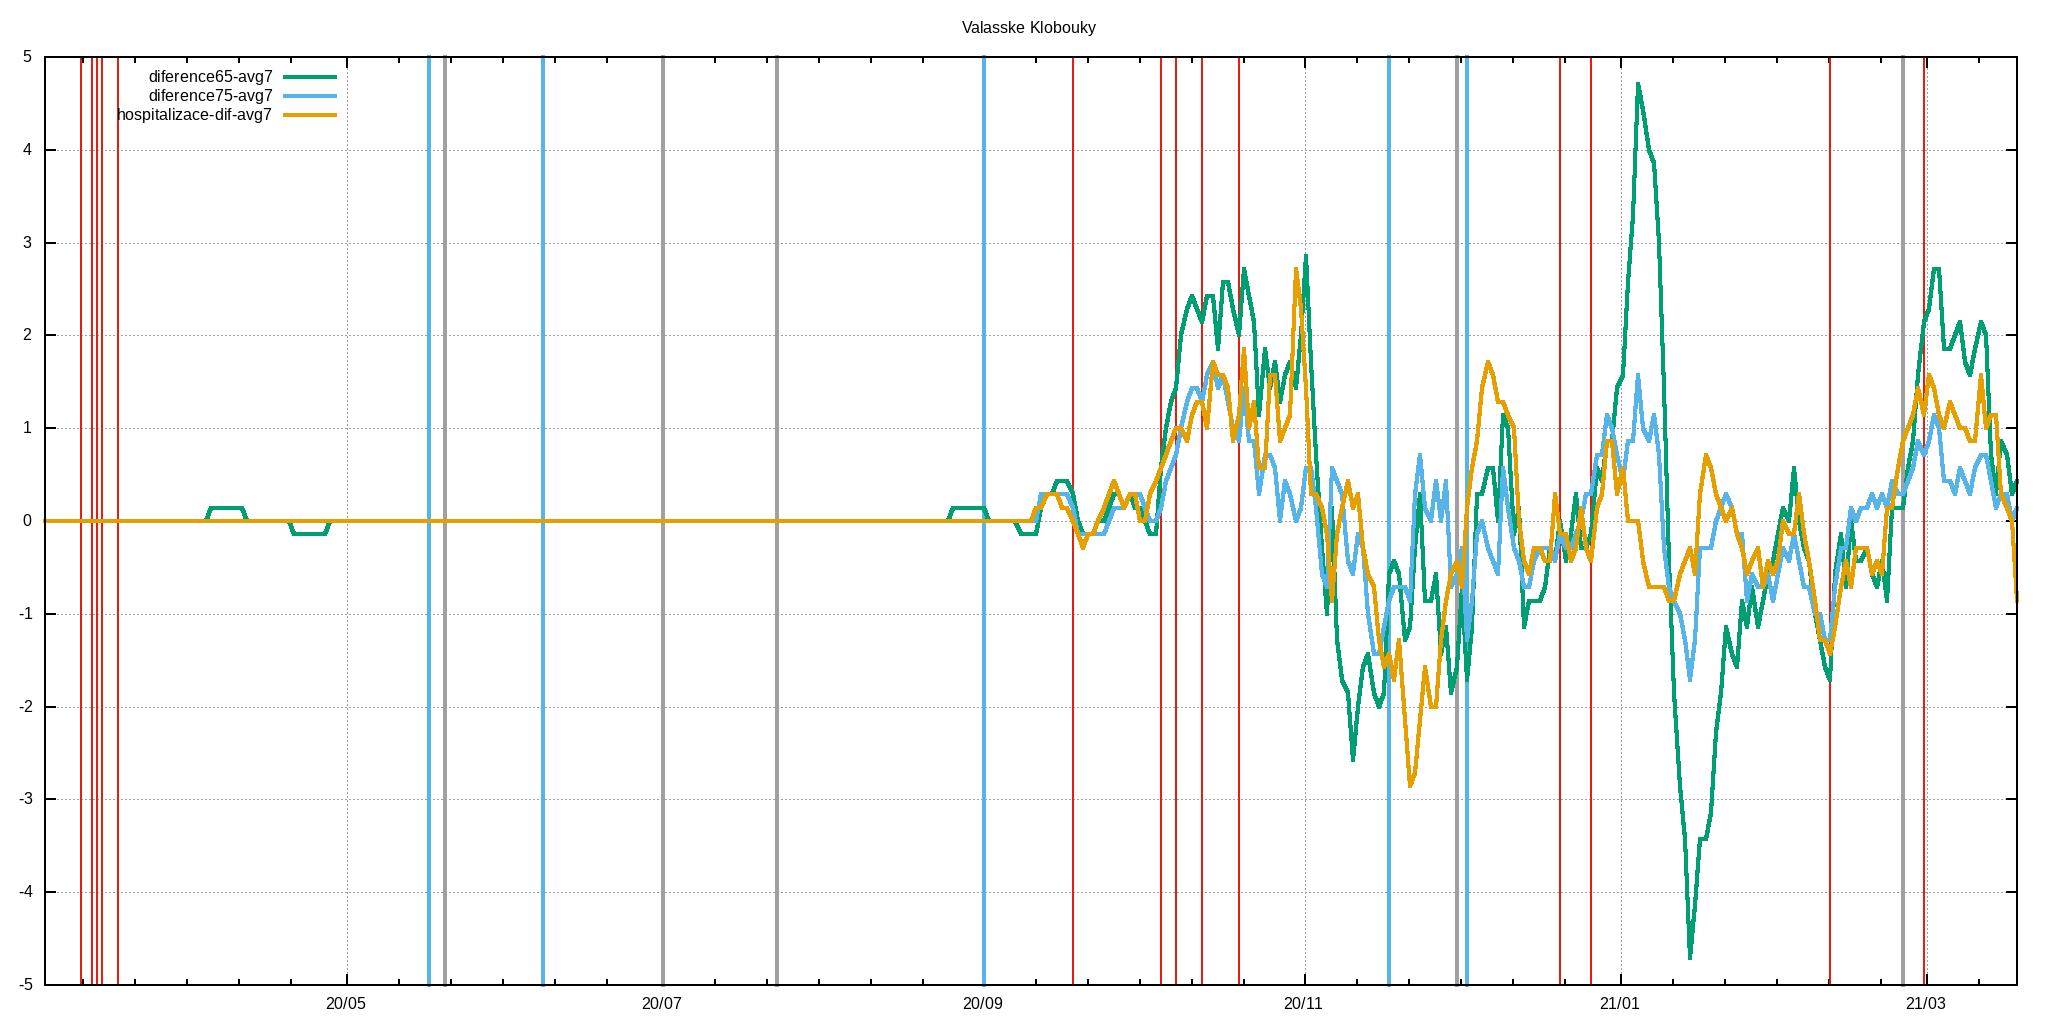 Valasske Klobouky
diference65-avg7
diference75-avg7
hospitalizace-dif-avg7
5
4
3
2
1
0
-1
-2
-3
-4
-5
20/05 20/07 20/09 20/11 21/01 21/03